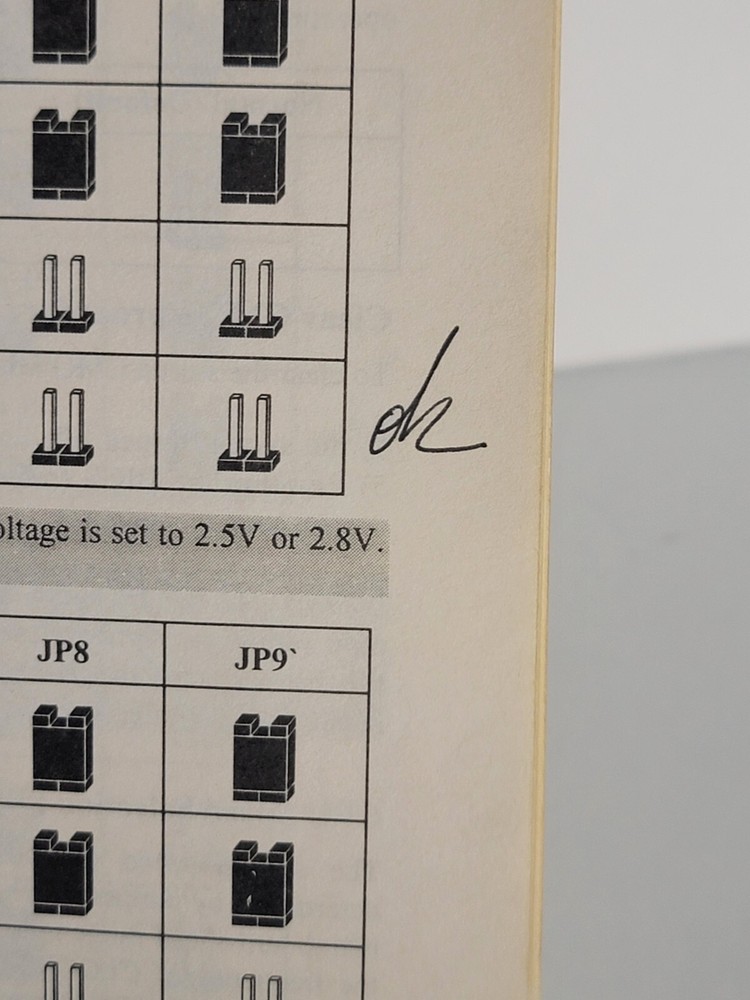 ok
oltage is set to 2.5V or 2.8V.
JP8 JP9`